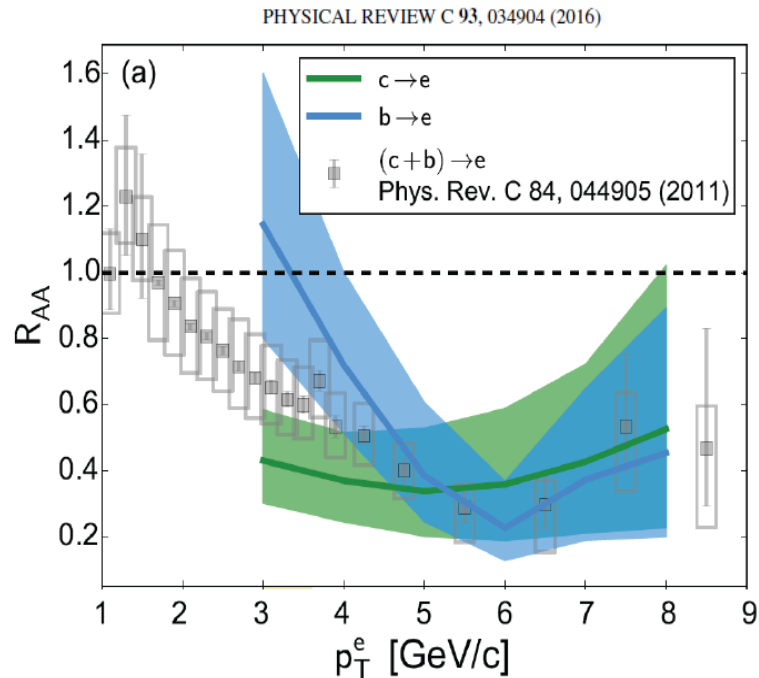 PHYSICAL REVIEW C 93, 034904 (2016)
(a)
c→e
b→e
(c+b)→e
Phys. Rev. C 84, 044905 (2011)
R_AA
1.6
1.4
1.2
1.0
0.8
0.6
0.4
0.2
1 2 3 4 5 6 7 8 9
p_T^e [GeV/c]